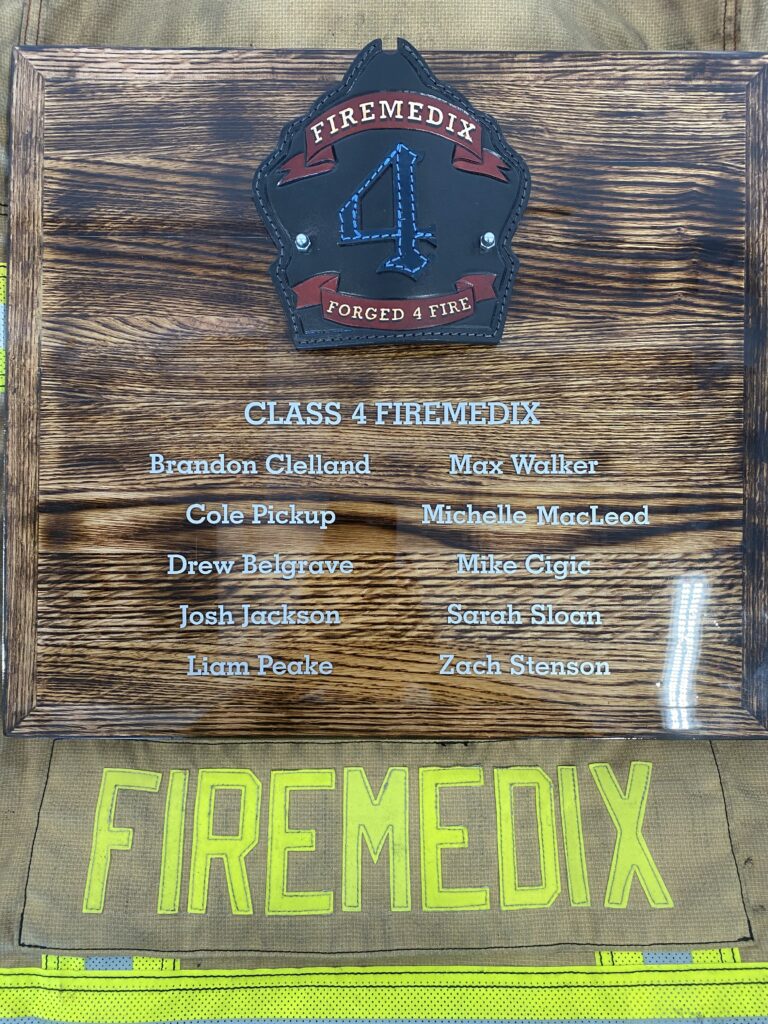 FIREMEDIX
4
FORGED 4 FIRE
CLASS 4 FIREMEDIX
Brandon Clelland Max Walker
Cole Pickup Michelle MacLeod
Drew Belgrave Mike Cigic
Josh Jackson Sarah Sloan
Liam Peake Zach Stenson
FIREMEDIX